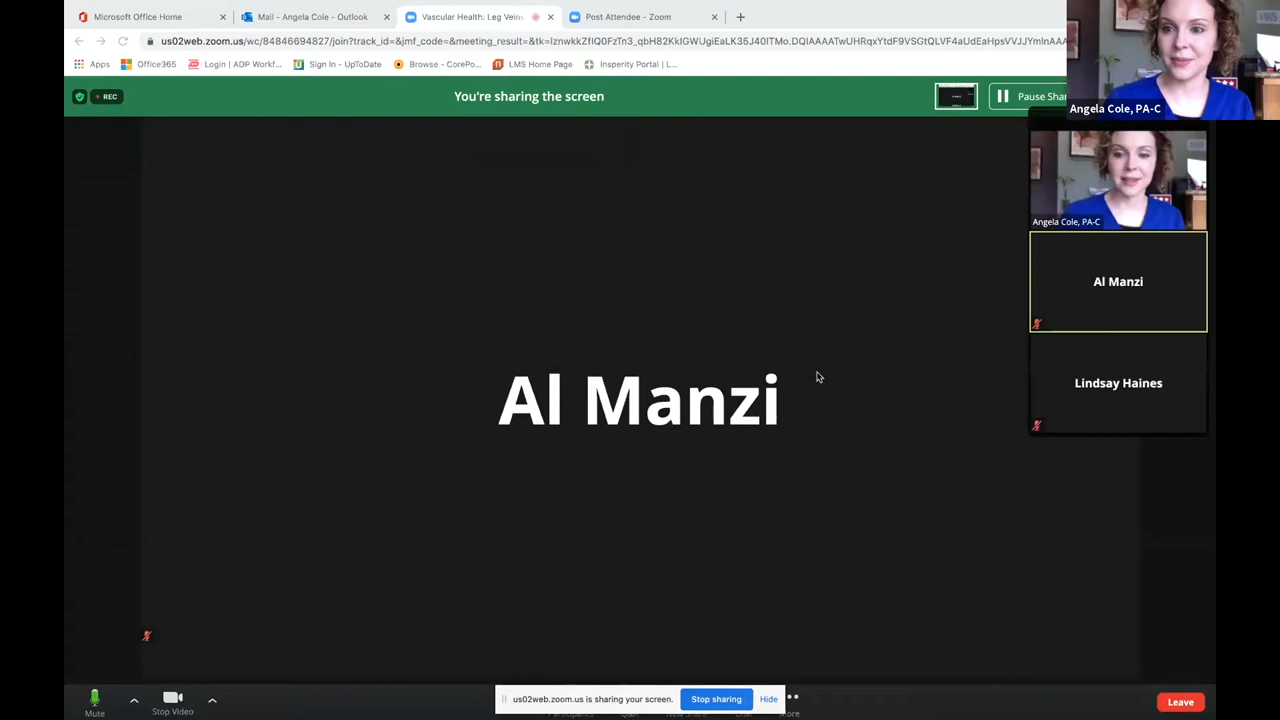 Microsoft Office Home
Mail - Angela Cole - Outlook
Vascular Health: Leg Veins
Post Attendee - Zoom
Apps
Office365
Login | ADP Workf...
Sign In - UpToDate
Browse - CorePo...
LMS Home Page
Insperity Portal | L...
REC
You're sharing the screen
Pause Shar
Angela Cole, PA-C
Angela Cole, PA-C
Al Manzi
Lindsay Haines
Al Manzi
Mute
Stop Video
us02web.zoom.us is sharing your screen.
Stop sharing
Hide
More
Leave